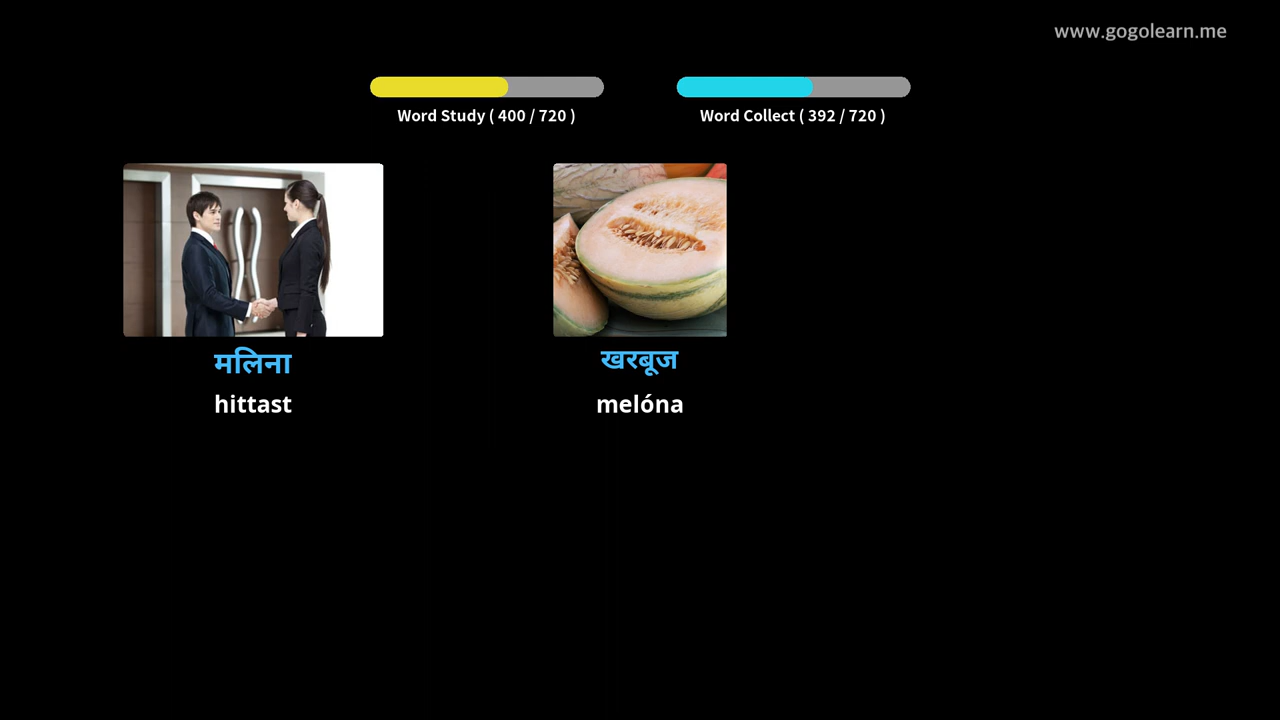 www.gogolearn.me
Word Study ( 400 / 720 )
Word Collect ( 392 / 720 )
मलिना
hittast
खरबूज
melóna